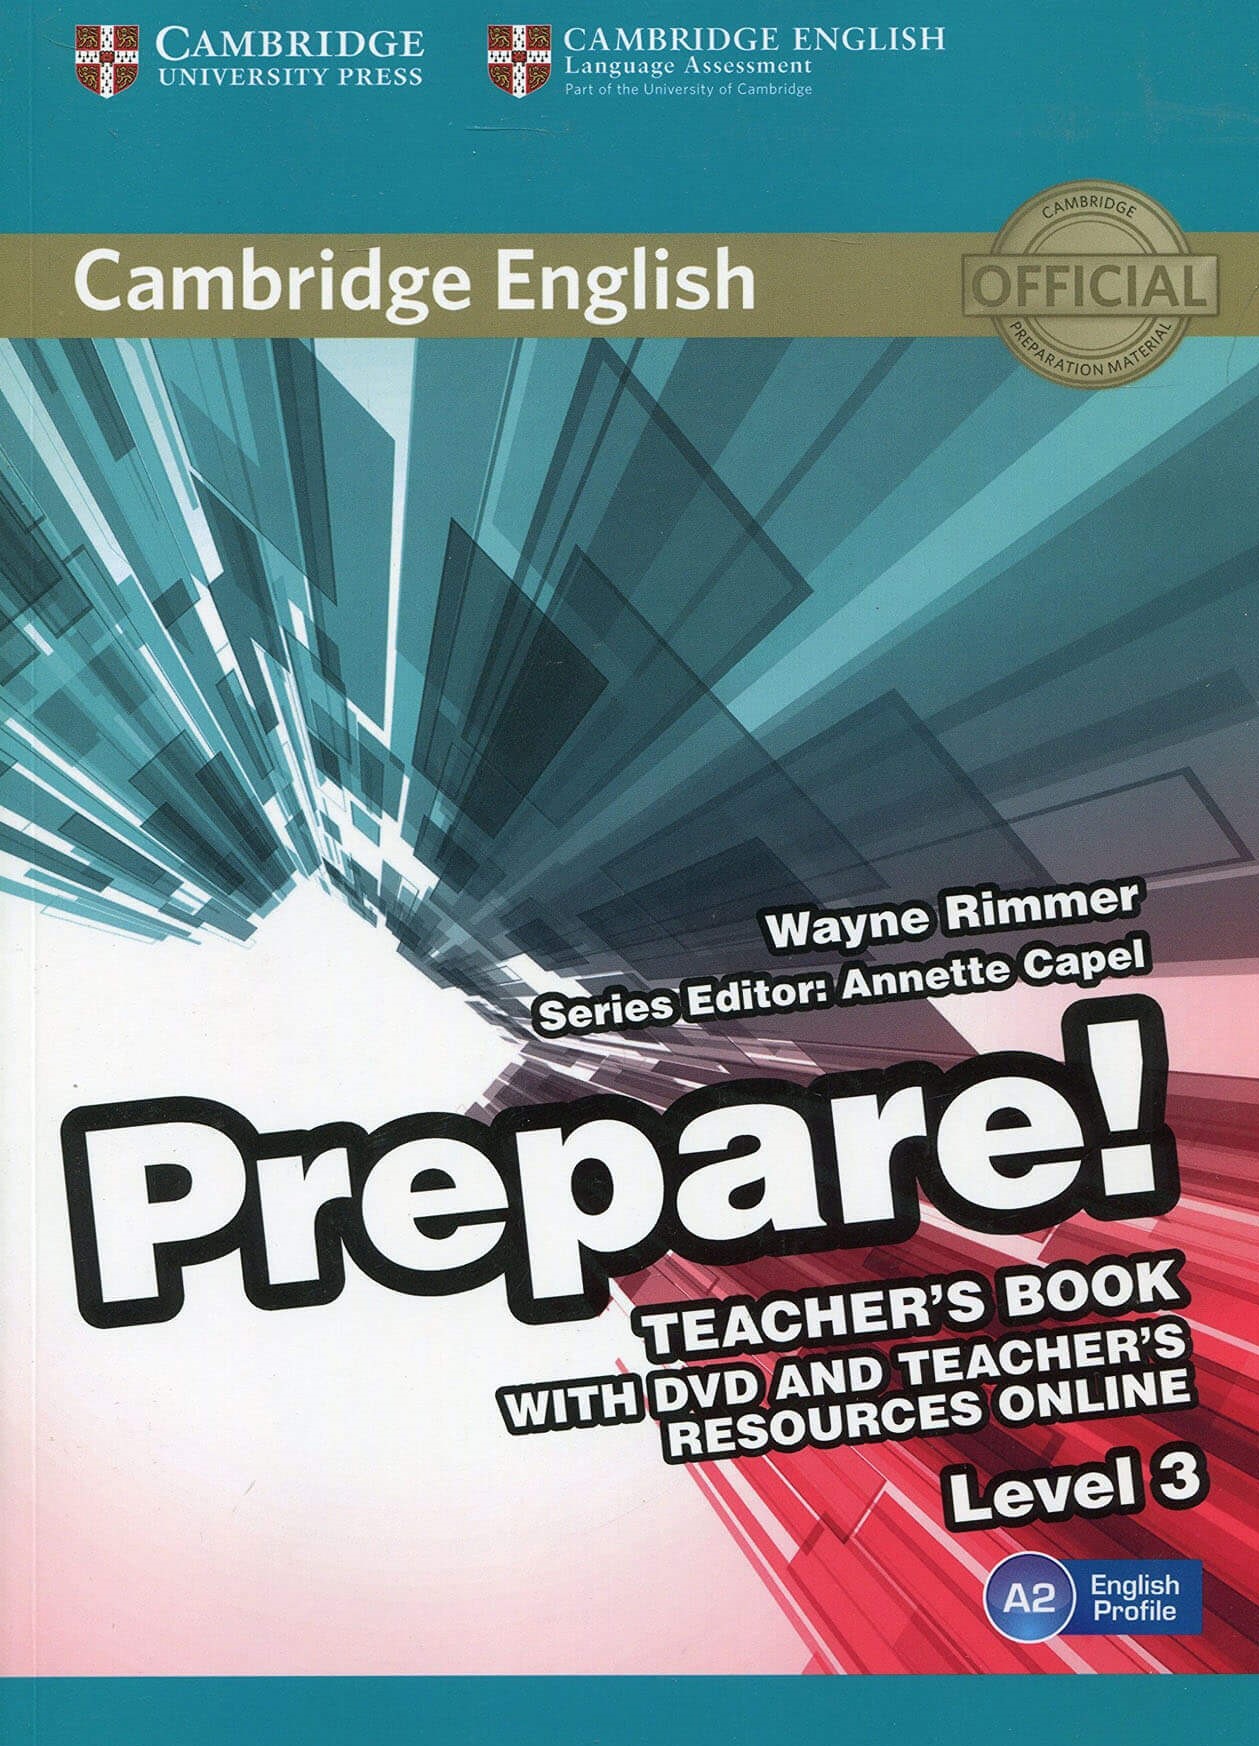 CAMBRIDGE
UNIVERSITY PRESS
CAMBRIDGE ENGLISH
Language Assessment
Part of the University of Cambridge
Cambridge English
CAMBRIDGE
OFFICIAL
PREPARATION MATERIAL
Wayne Rimmer
Series Editor: Annette Capel
Prepare!
TEACHER'S BOOK
WITH DVD AND TEACHER'S
RESOURCES ONLINE
Level 3
A2
English
Profile